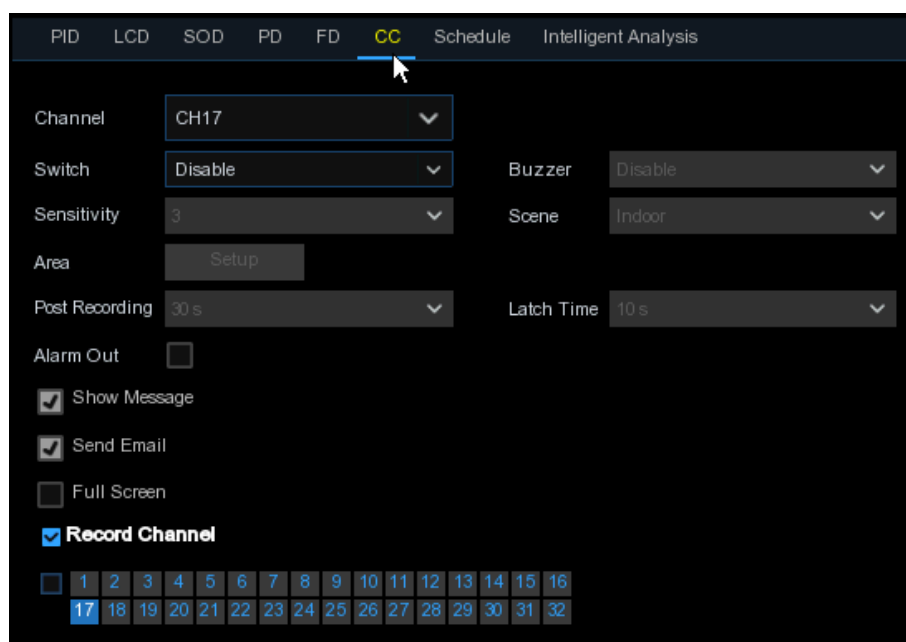 PID LCD SOD PD FD CC Schedule Intelligent Analysis
Channel CH17
Switch Disable Buzzer Disable
Sensitivity 3 Scene Indoor
Area Setup
Post Recording 30 s Latch Time 10 s
Alarm Out
Show Message
Send Email
Full Screen
Record Channel
1 2 3 4 5 6 7 8 9 10 11 12 13 14 15 16
17 18 19 20 21 22 23 24 25 26 27 28 29 30 31 32